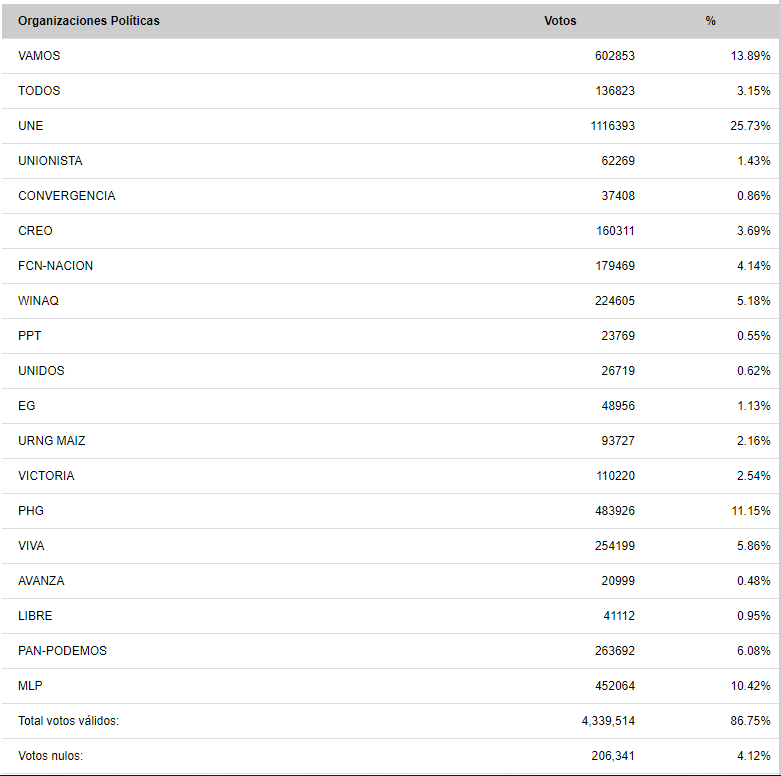 Organizaciones Políticas Votos %
VAMOS 602853 13.89%
TODOS 136823 3.15%
UNE 1116393 25.73%
UNIONISTA 62269 1.43%
CONVERGENCIA 37408 0.86%
CREO 160311 3.69%
FCN-NACION 179469 4.14%
WINAQ 224605 5.18%
PPT 23769 0.55%
UNIDOS 26719 0.62%
EG 48956 1.13%
URNG MAIZ 93727 2.16%
VICTORIA 110220 2.54%
PHG 483926 11.15%
VIVA 254199 5.86%
AVANZA 20999 0.48%
LIBRE 41112 0.95%
PAN-PODEMOS 263692 6.08%
MLP 452064 10.42%
Total votos válidos: 4,339,514 86.75%
Votos nulos: 206,341 4.12%